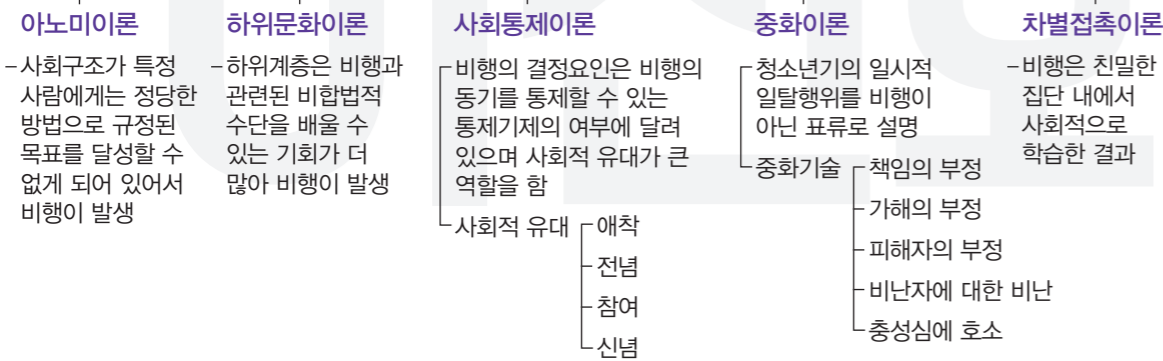 아노미이론
–사회구조가 특정
사람에게는 정당한
방법으로 규정된
목표를 달성할 수
없게 되어 있어서
비행이 발생
하위문화이론
–하위계층은 비행과
관련된 비합법적
수단을 배울 수
있는 기회가 더
많아 비행이 발생
사회통제이론
비행의 결정요인은 비행의
동기를 통제할 수 있는
통제기제의 여부에 달려
있으며 사회적 유대가 큰
역할을 함
사회적 유대
애착
전념
참여
신념
중화이론
청소년기의 일시적
일탈행위를 비행이
아닌 표류로 설명
중화기술
책임의 부정
가해의 부정
피해자의 부정
비난자에 대한 비난
충성심에 호소
차별접촉이론
–비행은 친밀한
집단 내에서
사회적으로
학습한 결과